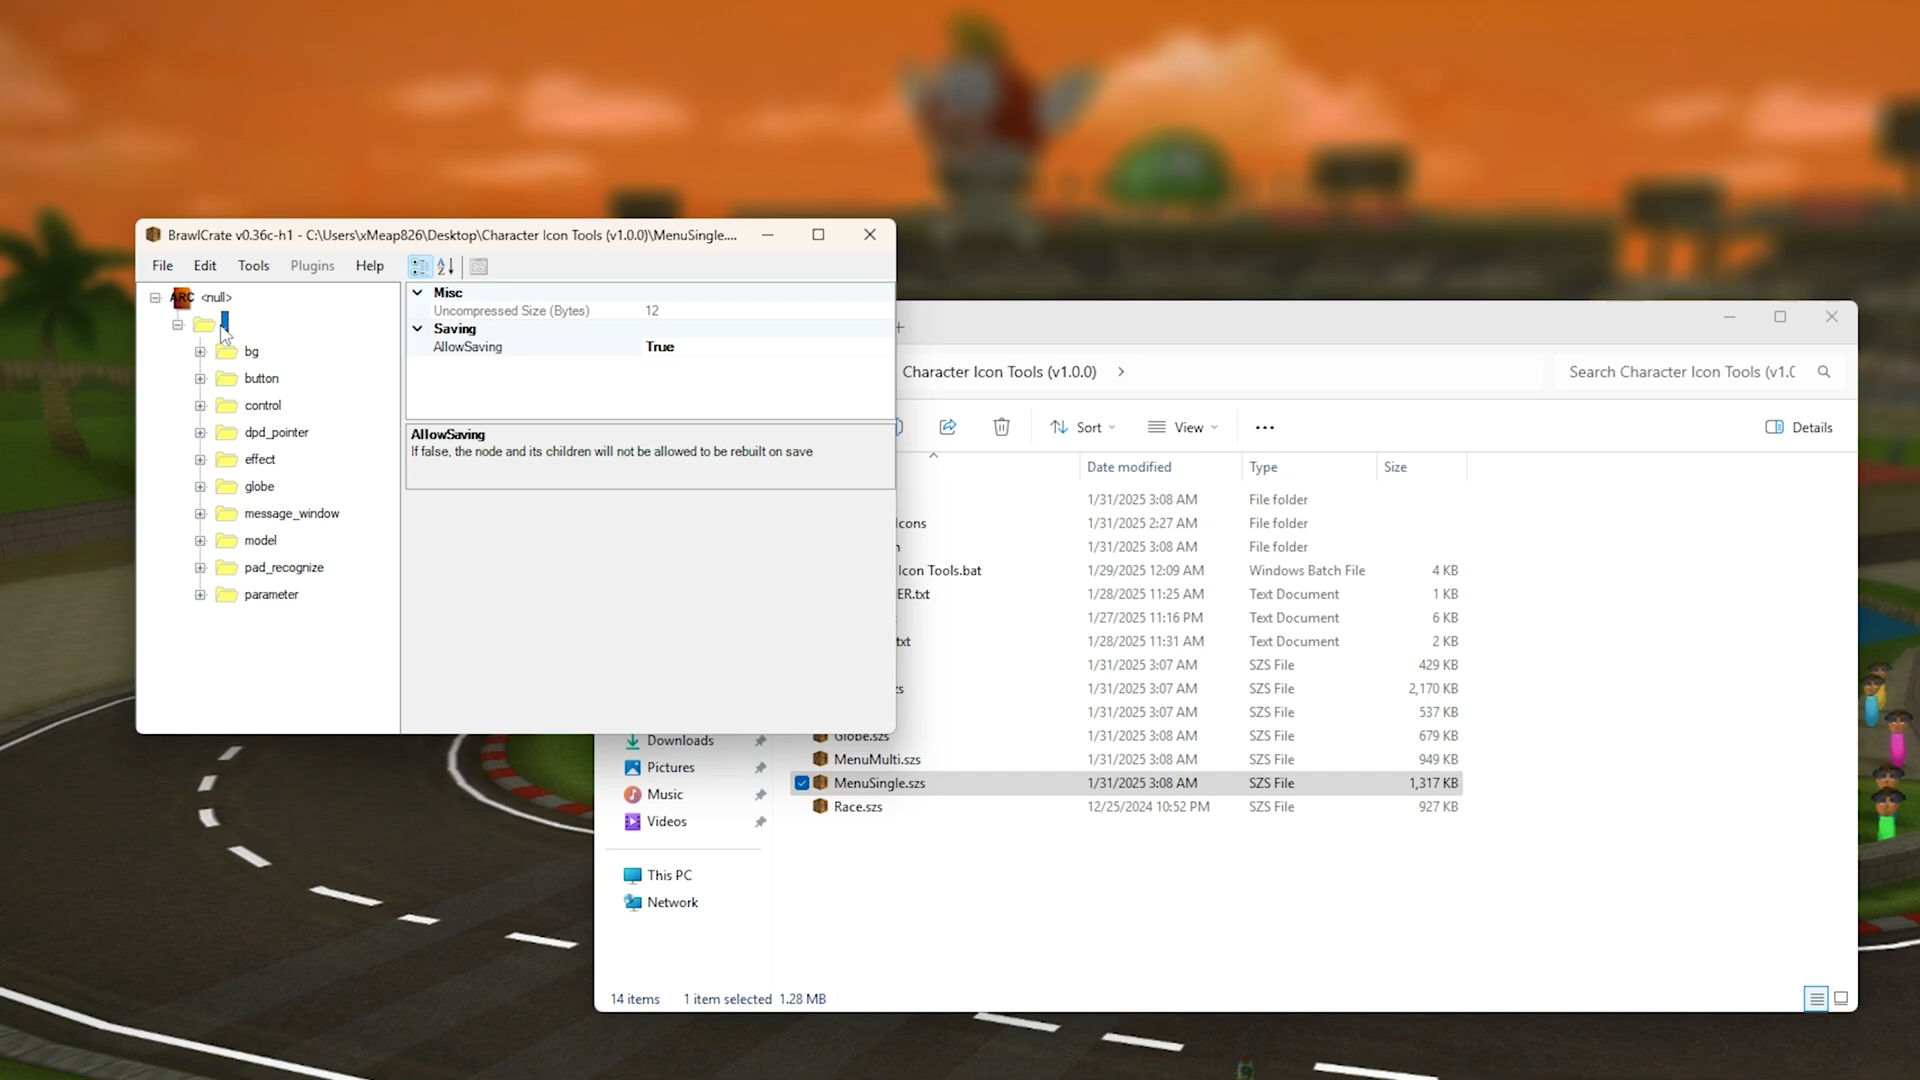 BrawlCrate v0.36c-h1 - C:\Users\xMeap826\Desktop\Character Icon Tools (v1.0.0)\MenuSingle....
File Edit Tools Plugins Help
ARC <null>
bg
button
control
dpd_pointer
effect
globe
message_window
model
pad_recognize
parameter
Misc
Uncompressed Size (Bytes) 12
Saving
AllowSaving True
AllowSaving
If false, the node and its children will not be allowed to be rebuilt on save
Character Icon Tools (v1.0.0)
Search Character Icon Tools (v1.0
Sort View Details
Date modified Type Size
1/31/2025 3:08 AM File folder
Icons 1/31/2025 2:27 AM File folder
1/31/2025 3:08 AM File folder
Icon Tools.bat 1/29/2025 12:09 AM Windows Batch File 4 KB
ER.txt 1/28/2025 11:25 AM Text Document 1 KB
1/27/2025 11:16 PM Text Document 6 KB
txt 1/28/2025 11:31 AM Text Document 2 KB
1/31/2025 3:07 AM SZS File 429 KB
zs 1/31/2025 3:07 AM SZS File 2,170 KB
1/31/2025 3:07 AM SZS File 537 KB
Globe.szs 1/31/2025 3:08 AM SZS File 679 KB
MenuMulti.szs 1/31/2025 3:08 AM SZS File 949 KB
MenuSingle.szs 1/31/2025 3:08 AM SZS File 1,317 KB
Race.szs 12/25/2024 10:52 PM SZS File 927 KB
Downloads
Pictures
Music
Videos
This PC
Network
14 items 1 item selected 1.28 MB